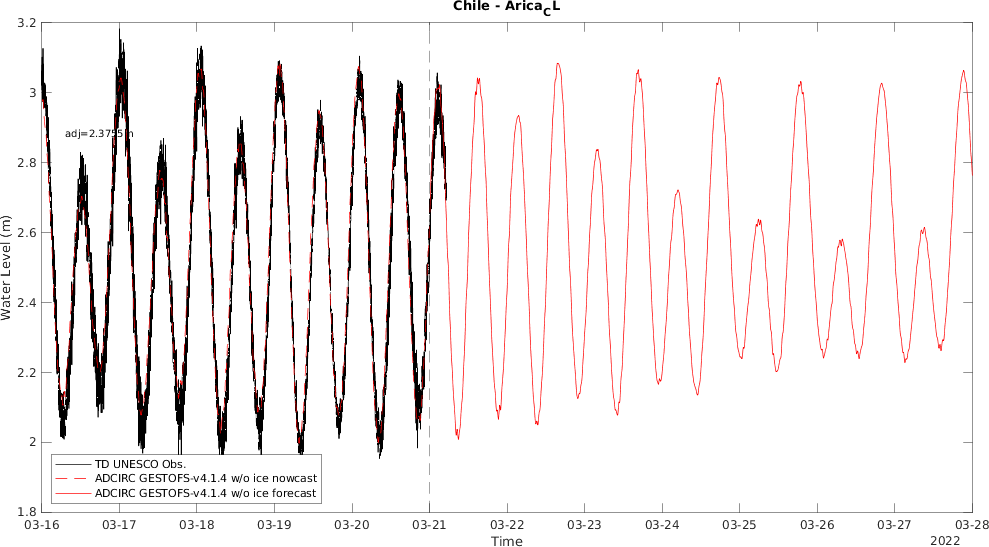 Chile - Arica_CL
3.2
3
2.8
2.6
2.4
2.2
2
1.8
Water Level (m)
adj=2.3755 m
TD UNESCO Obs.
ADCIRC GESTOFS-v4.1.4 w/o ice nowcast
ADCIRC GESTOFS-v4.1.4 w/o ice forecast
03-16 03-17 03-18 03-19 03-20 03-21 03-22 03-23 03-24 03-25 03-26 03-27 03-28
Time
2022